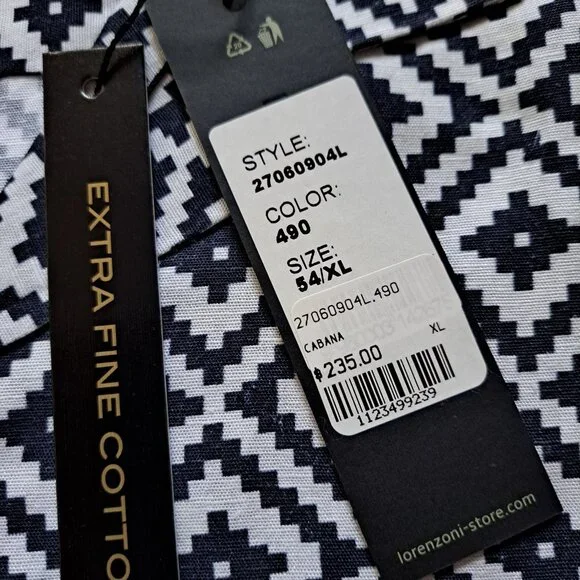 EXTRA FINE COTTO
STYLE:
27060904L
COLOR:
490
SIZE:
54/XL
27060904L.490
CABANA XL
$235.00
1123499239
lorenzoni-store.com